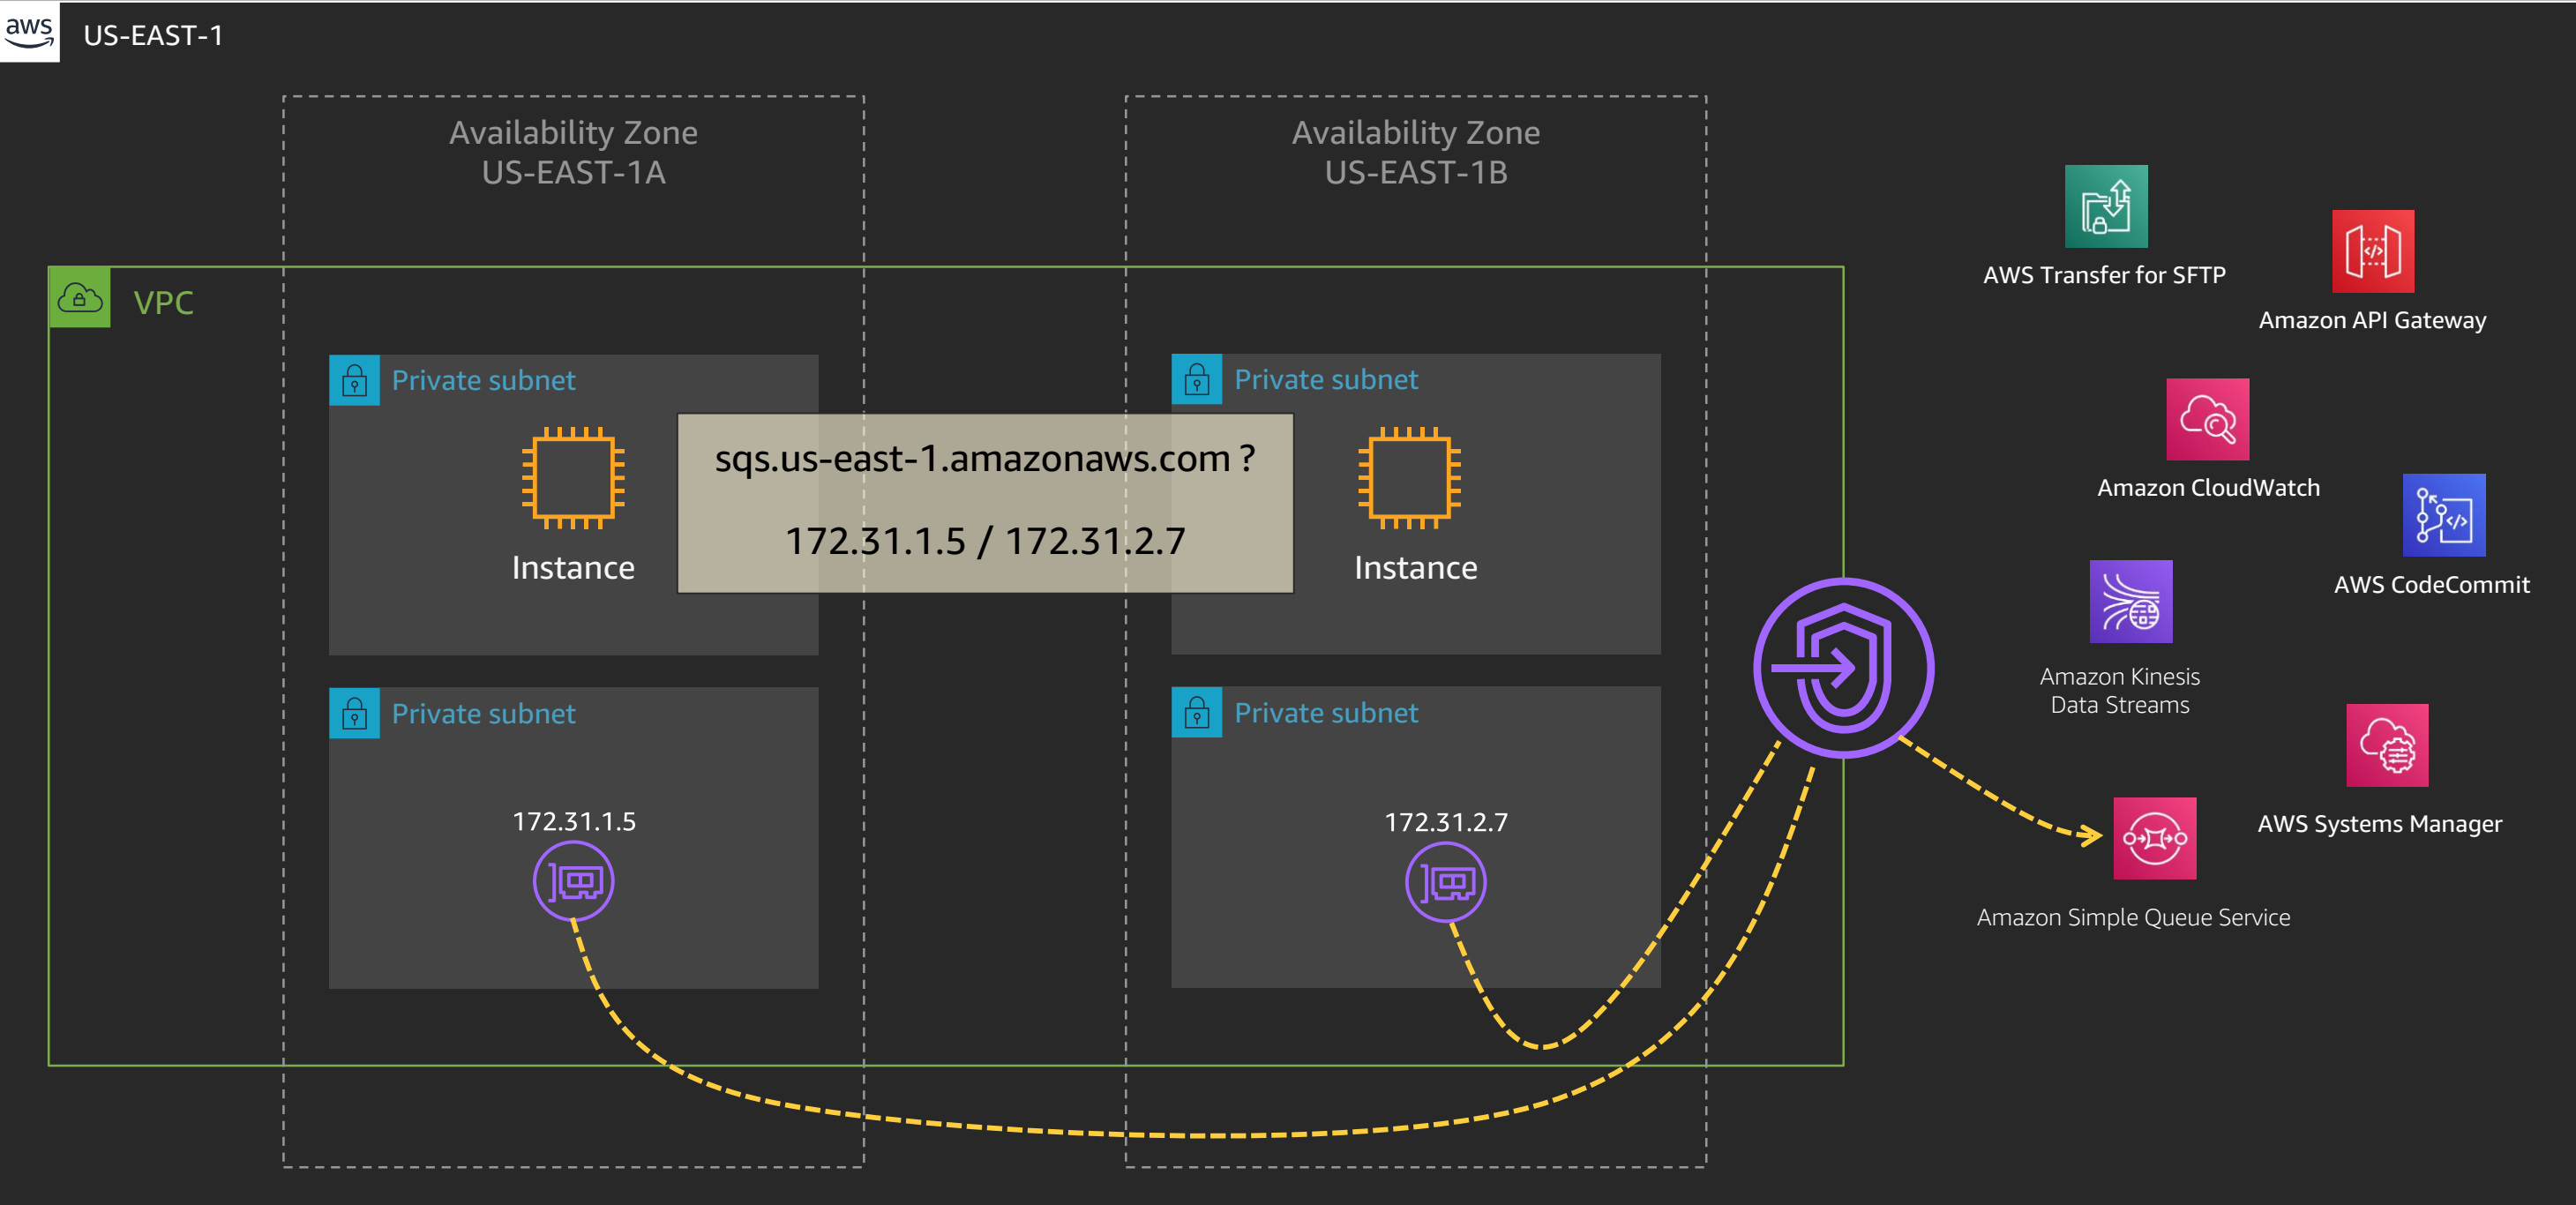 aws
US-EAST-1
Availability Zone
US-EAST-1A
Availability Zone
US-EAST-1B
VPC
Private subnet
Instance
sqs.us-east-1.amazonaws.com ?
172.31.1.5 / 172.31.2.7
Private subnet
Instance
Private subnet
172.31.1.5
Private subnet
172.31.2.7
AWS Transfer for SFTP
Amazon API Gateway
Amazon CloudWatch
AWS CodeCommit
Amazon Kinesis
Data Streams
AWS Systems Manager
Amazon Simple Queue Service